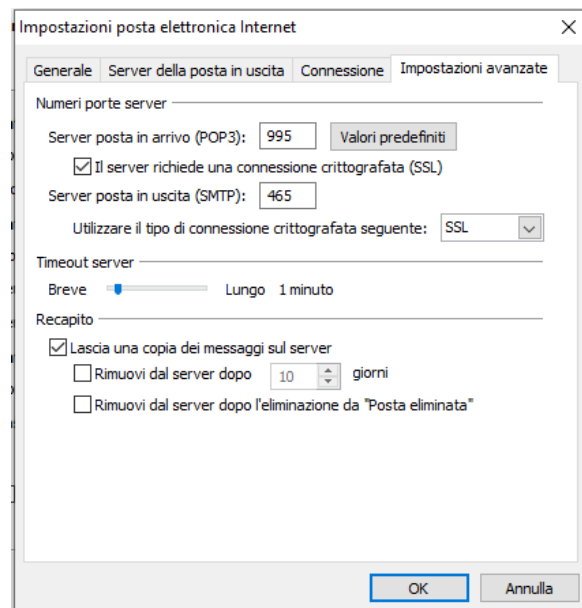 Impostazioni posta elettronica Internet
Generale Server della posta in uscita Connessione Impostazioni avanzate
Numeri porte server
Server posta in arrivo (POP3): 995 Valori predefiniti
Il server richiede una connessione crittografata (SSL)
Server posta in uscita (SMTP): 465
Utilizzare il tipo di connessione crittografata seguente: SSL
Timeout server
Breve Lungo 1 minuto
Recapito
Lascia una copia dei messaggi sul server
Rimuovi dal server dopo 10 giorni
Rimuovi dal server dopo l'eliminazione da "Posta eliminata"
OK Annulla